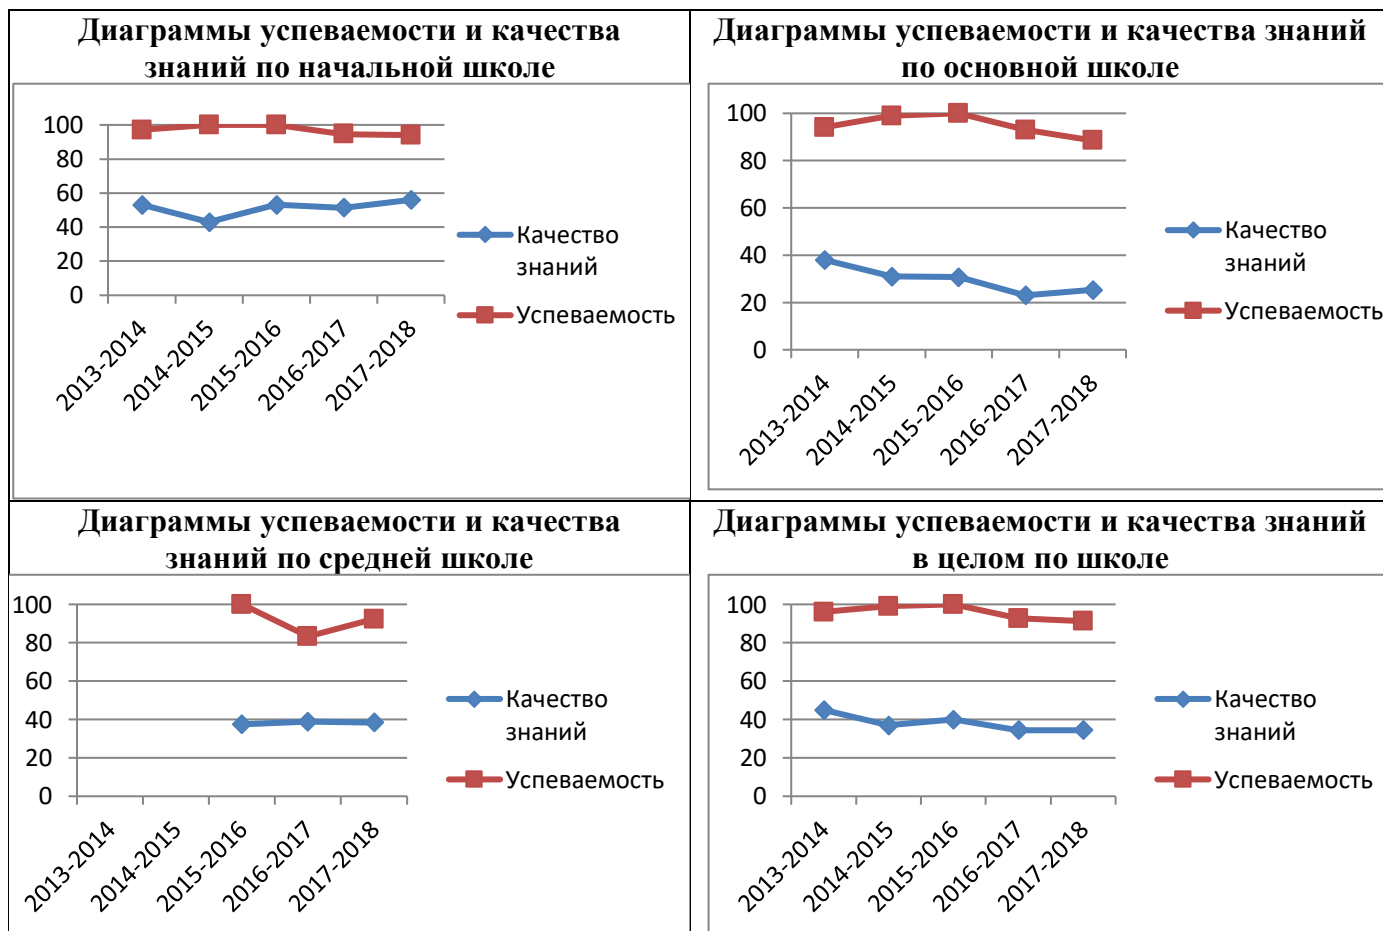 Диаграммы успеваемости и качества
знаний по начальной школе
100
80
60
40
20
0
2013-2014
2014-2015
2015-2016
2016-2017
2017-2018
Качество
знаний
Успеваемость
Диаграммы успеваемости и качества знаний
по основной школе
100
80
60
40
20
0
2013-2014
2014-2015
2015-2016
2016-2017
2017-2018
Качество
знаний
Успеваемость
Диаграммы успеваемости и качества
знаний по средней школе
100
80
60
40
20
0
2013-2014
2014-2015
2015-2016
2016-2017
2017-2018
Качество
знаний
Успеваемость
Диаграммы успеваемости и качества знаний
в целом по школе
100
80
60
40
20
0
2013-2014
2014-2015
2015-2016
2016-2017
2017-2018
Качество
знаний
Успеваемость